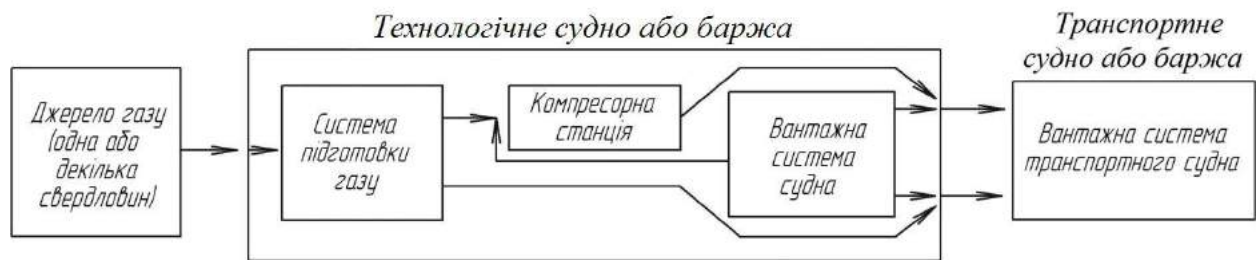 Технологічне судно або баржа
Транспортне
судно або баржа
Джерело газу
(одна або
декілька
свердловин)
Система
підготовки
газу
Компресорна
станція
Вантажна
система
судна
Вантажна система
транспортного судна